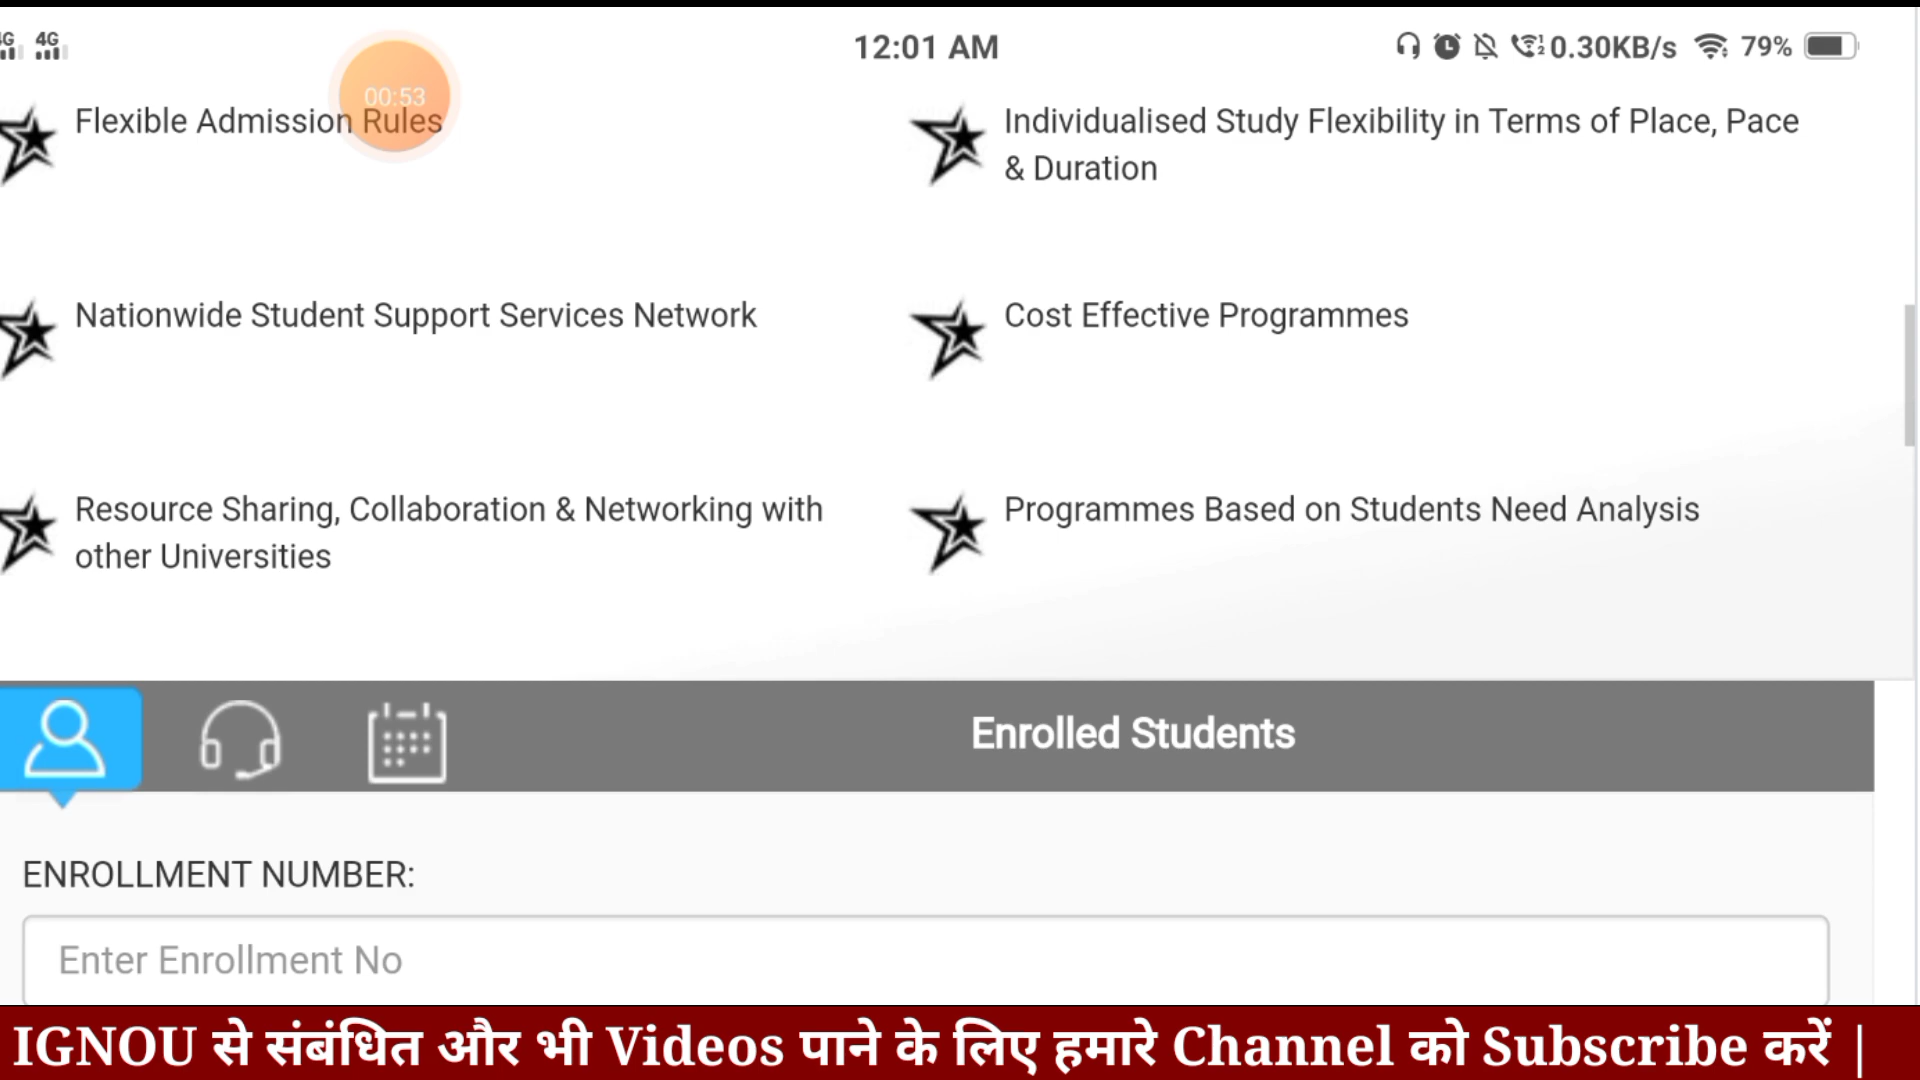 4G 4G
12:01 AM
0.30KB/s 79%
00:53
Flexible Admission Rules
Individualised Study Flexibility in Terms of Place, Pace
& Duration
Nationwide Student Support Services Network
Cost Effective Programmes
Resource Sharing, Collaboration & Networking with
other Universities
Programmes Based on Students Need Analysis
Enrolled Students
ENROLLMENT NUMBER:
Enter Enrollment No
IGNOU से संबंधित और भी Videos पाने के लिए हमारे Channel को Subscribe करें |